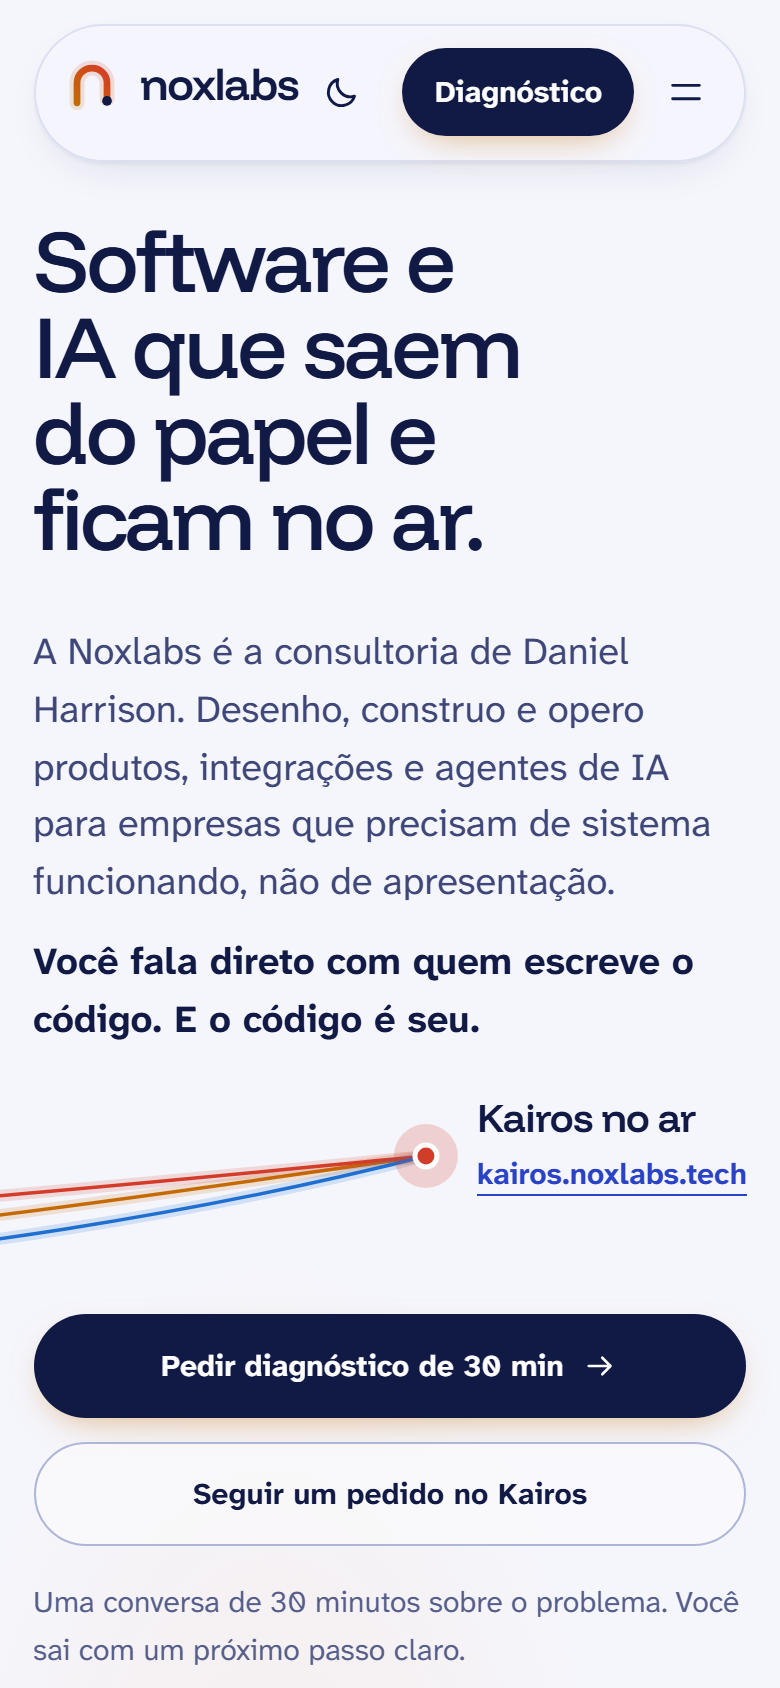 noxlabs
Diagnóstico
Software e
IA que saem
do papel e
ficam no ar.
A Noxlabs é a consultoria de Daniel
Harrison. Desenho, construo e opero
produtos, integrações e agentes de IA
para empresas que precisam de sistema
funcionando, não de apresentação.
Você fala direto com quem escreve o
código. E o código é seu.
Kairos no ar
kairos.noxlabs.tech
Pedir diagnóstico de 30 min →
Seguir um pedido no Kairos
Uma conversa de 30 minutos sobre o problema. Você
sai com um próximo passo claro.